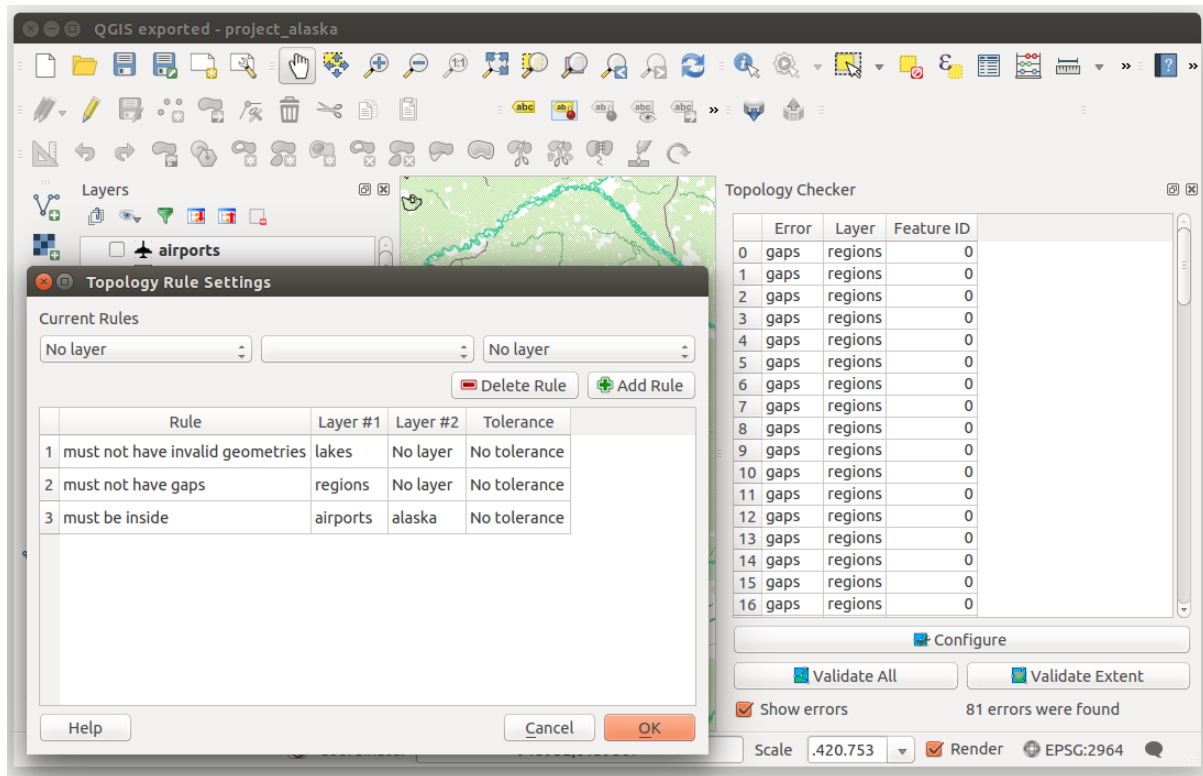 QGIS exported - project_alaska
Layers
airports
Topology Checker
Error Layer Feature ID
0 gaps regions 0
1 gaps regions 0
2 gaps regions 0
3 gaps regions 0
4 gaps regions 0
5 gaps regions 0
6 gaps regions 0
7 gaps regions 0
8 gaps regions 0
9 gaps regions 0
10 gaps regions 0
11 gaps regions 0
12 gaps regions 0
13 gaps regions 0
14 gaps regions 0
15 gaps regions 0
16 gaps regions 0
Configure
Validate All Validate Extent
Show errors 81 errors were found
Topology Rule Settings
Current Rules
No layer No layer
Delete Rule Add Rule
Rule Layer #1 Layer #2 Tolerance
1 must not have invalid geometries lakes No layer No tolerance
2 must not have gaps regions No layer No tolerance
3 must be inside airports alaska No tolerance
Help Cancel OK
Scale .420.753 Render EPSG:2964